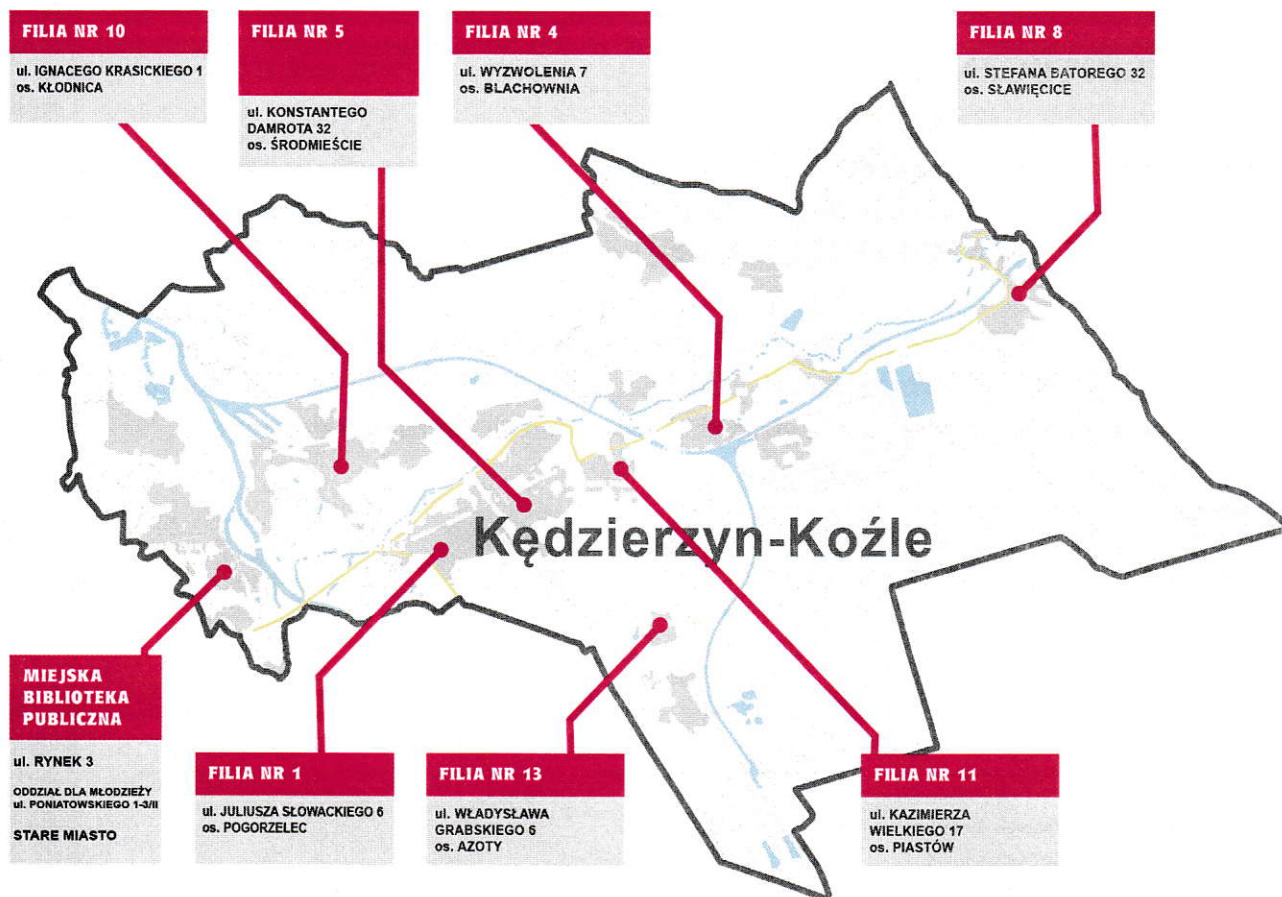 FILIA NR 10
ul. IGNACEGO KRASICKIEGO 1
os. KŁODNICA
FILIA NR 5
ul. KONSTANTEGO
DAMROTA 32
os. ŚRODMIEŚCIE
FILIA NR 4
ul. WYZWOLENIA 7
os. BLACHOWNIA
FILIA NR 8
ul. STEFANA BATOREGO 32
os. SŁAWIĘCICE
Kędzierzyn-Koźle
MIEJSKA
BIBLIOTEKA
PUBLICZNA
ul. RYNEK 3
ODDZIAŁ DLA MŁODZIEŻY
ul. PONIATOWSKIEGO 1-3/II
STARE MIASTO
FILIA NR 1
ul. JULIUSZA SŁOWACKIEGO 6
os. POGORZELEC
FILIA NR 13
ul. WŁADYSŁAWA
GRABSKIEGO 6
os. AZOTY
FILIA NR 11
ul. KAZIMIERZA
WIELKIEGO 17
os. PIASTÓW